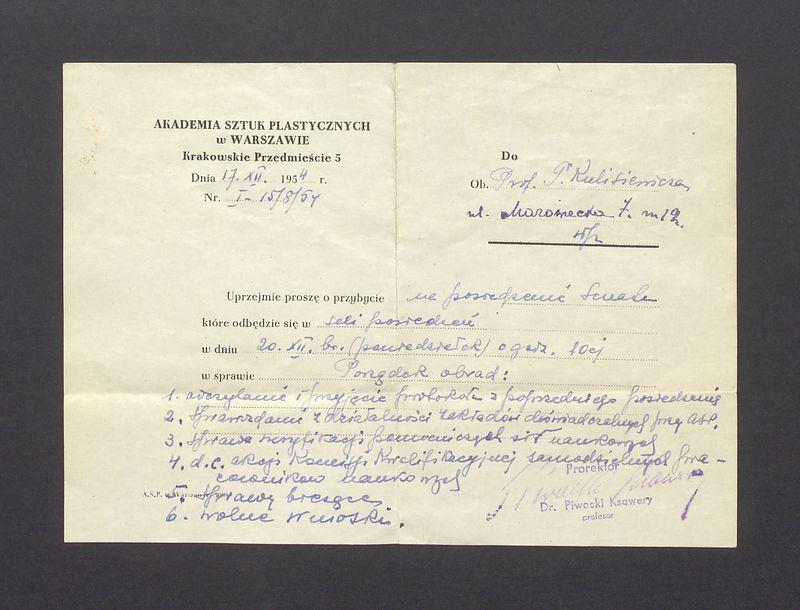 AKADEMIA SZTUK PLASTYCZNYCH
w WARSZAWIE
Krakowskie Przedmieście 5
Dnia 17. XII. 1954 r.
Nr. I-15/8/54
Do
Ob. Prof. T. Kulisiewicza
ul. Mazowiecka 7. m 12.
Uprzejmie proszę o przybycie na posiedzenie Senatu
które odbędzie się w sali posiedzeń
w dniu 20. XII. br. (poniedziałek) o godz. 10ej
w sprawie Porządek obrad:
1. odczytanie i przyjęcie protokołu z poprzedniego posiedzenia
2. Sprawozdanie z działalności zakładów doświadczalnych przy ASP.
3. Sprawa weryfikacji pomocniczych sił naukowych
4. d.c. akcji Komisji Kwalifikacyjnej samodzielnych pra-
cowników naukowych
5. Sprawy bieżące
6. wolne wnioski.
A.S.P. w Warszawie
Prorektor
Dr. Piwocki Ksawery
profesor